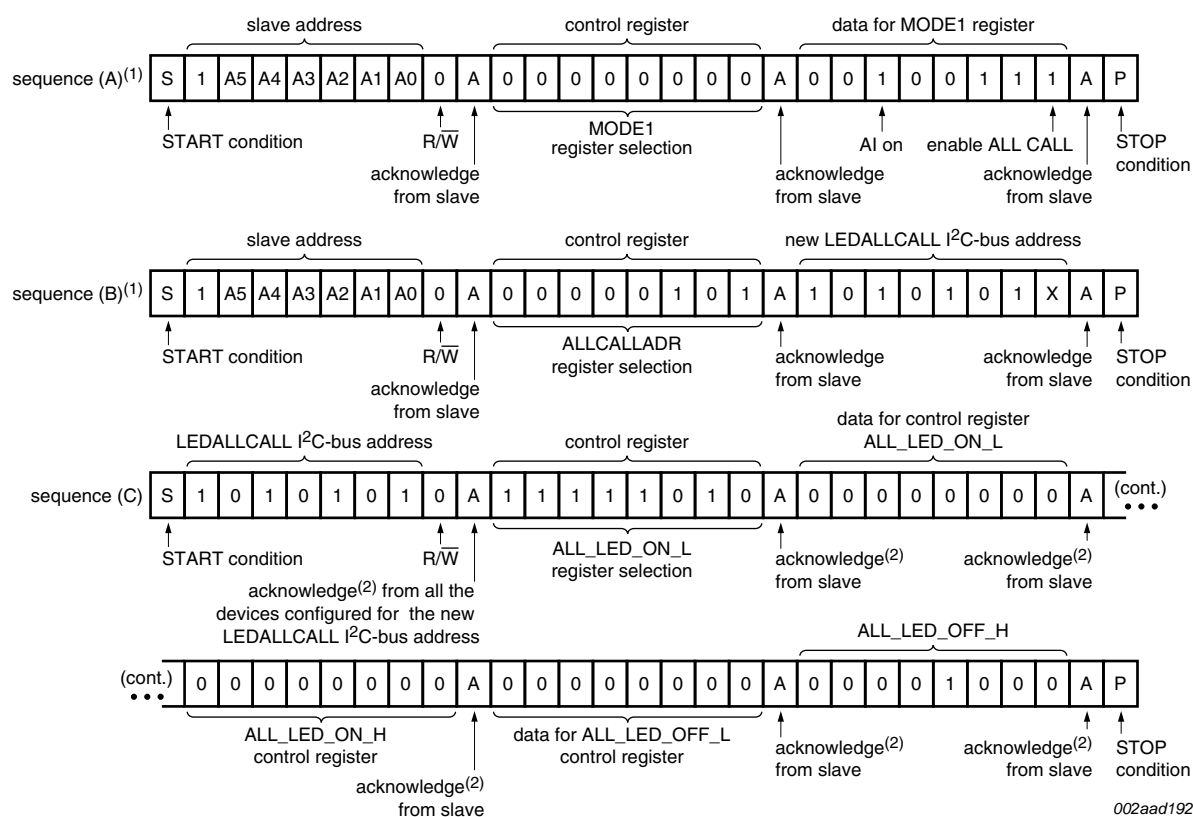 slave address control register data for MODE1 register
sequence (A)(1) S 1 A5 A4 A3 A2 A1 A0 0 A 0 0 0 0 0 0 0 0 A 0 0 1 0 0 1 1 1 A P
START condition R/W̅ MODE1 AI on enable ALL CALL STOP
register selection condition
acknowledge acknowledge acknowledge
from slave from slave from slave
slave address control register new LEDALLCALL I²C-bus address
sequence (B)(1) S 1 A5 A4 A3 A2 A1 A0 0 A 0 0 0 0 0 1 0 1 A 1 0 1 0 1 0 1 X A P
START condition R/W̅ ALLCALLADR acknowledge acknowledge STOP
register selection from slave from slave condition
acknowledge
from slave
data for control register
LEDALLCALL I²C-bus address control register ALL_LED_ON_L
sequence (C) S 1 0 1 0 1 0 1 0 A 1 1 1 1 1 0 1 0 A 0 0 0 0 0 0 0 0 A (cont.)
START condition R/W̅ ALL_LED_ON_L acknowledge(2) acknowledge(2)
register selection from slave from slave
acknowledge(2) from all the
devices configured for the new
LEDALLCALL I²C-bus address
ALL_LED_OFF_H
(cont.) 0 0 0 0 0 0 0 0 A 0 0 0 0 0 0 0 0 A 0 0 0 0 1 0 0 0 A P
ALL_LED_ON_H data for ALL_LED_OFF_L acknowledge(2) acknowledge(2) STOP
control register control register from slave from slave condition
acknowledge(2)
from slave
002aad192